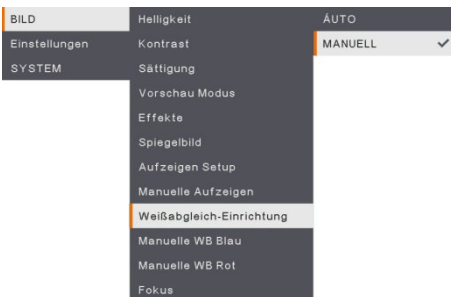 BILD
Einstellungen
SYSTEM
Helligkeit
Kontrast
Sättigung
Vorschau Modus
Effekte
Spiegelbild
Aufzeigen Setup
Manuelle Aufzeigen
Weißabgleich-Einrichtung
Manuelle WB Blau
Manuelle WB Rot
Fokus
ÁUTO
MANUELL